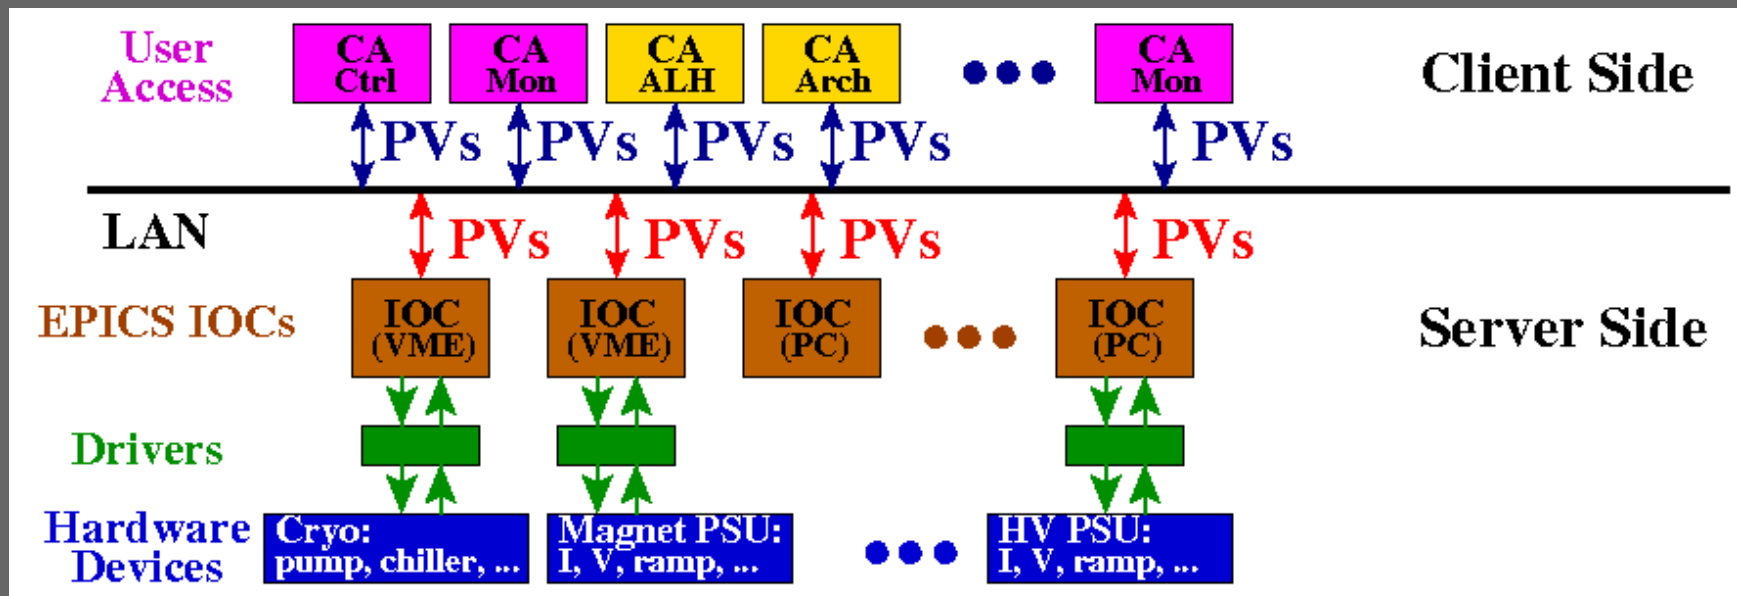 User
Access
CA
Ctrl
CA
Mon
CA
ALH
CA
Arch
CA
Mon
Client Side
PVs
PVs
PVs
PVs
PVs
LAN
PVs
PVs
PVs
PVs
EPICS IOCs
IOC
(VME)
IOC
(VME)
IOC
(PC)
IOC
(PC)
Server Side
Drivers
Hardware
Devices
Cryo:
pump, chiller, ...
Magnet PSU:
I, V, ramp, ...
HV PSU:
I, V, ramp, ...